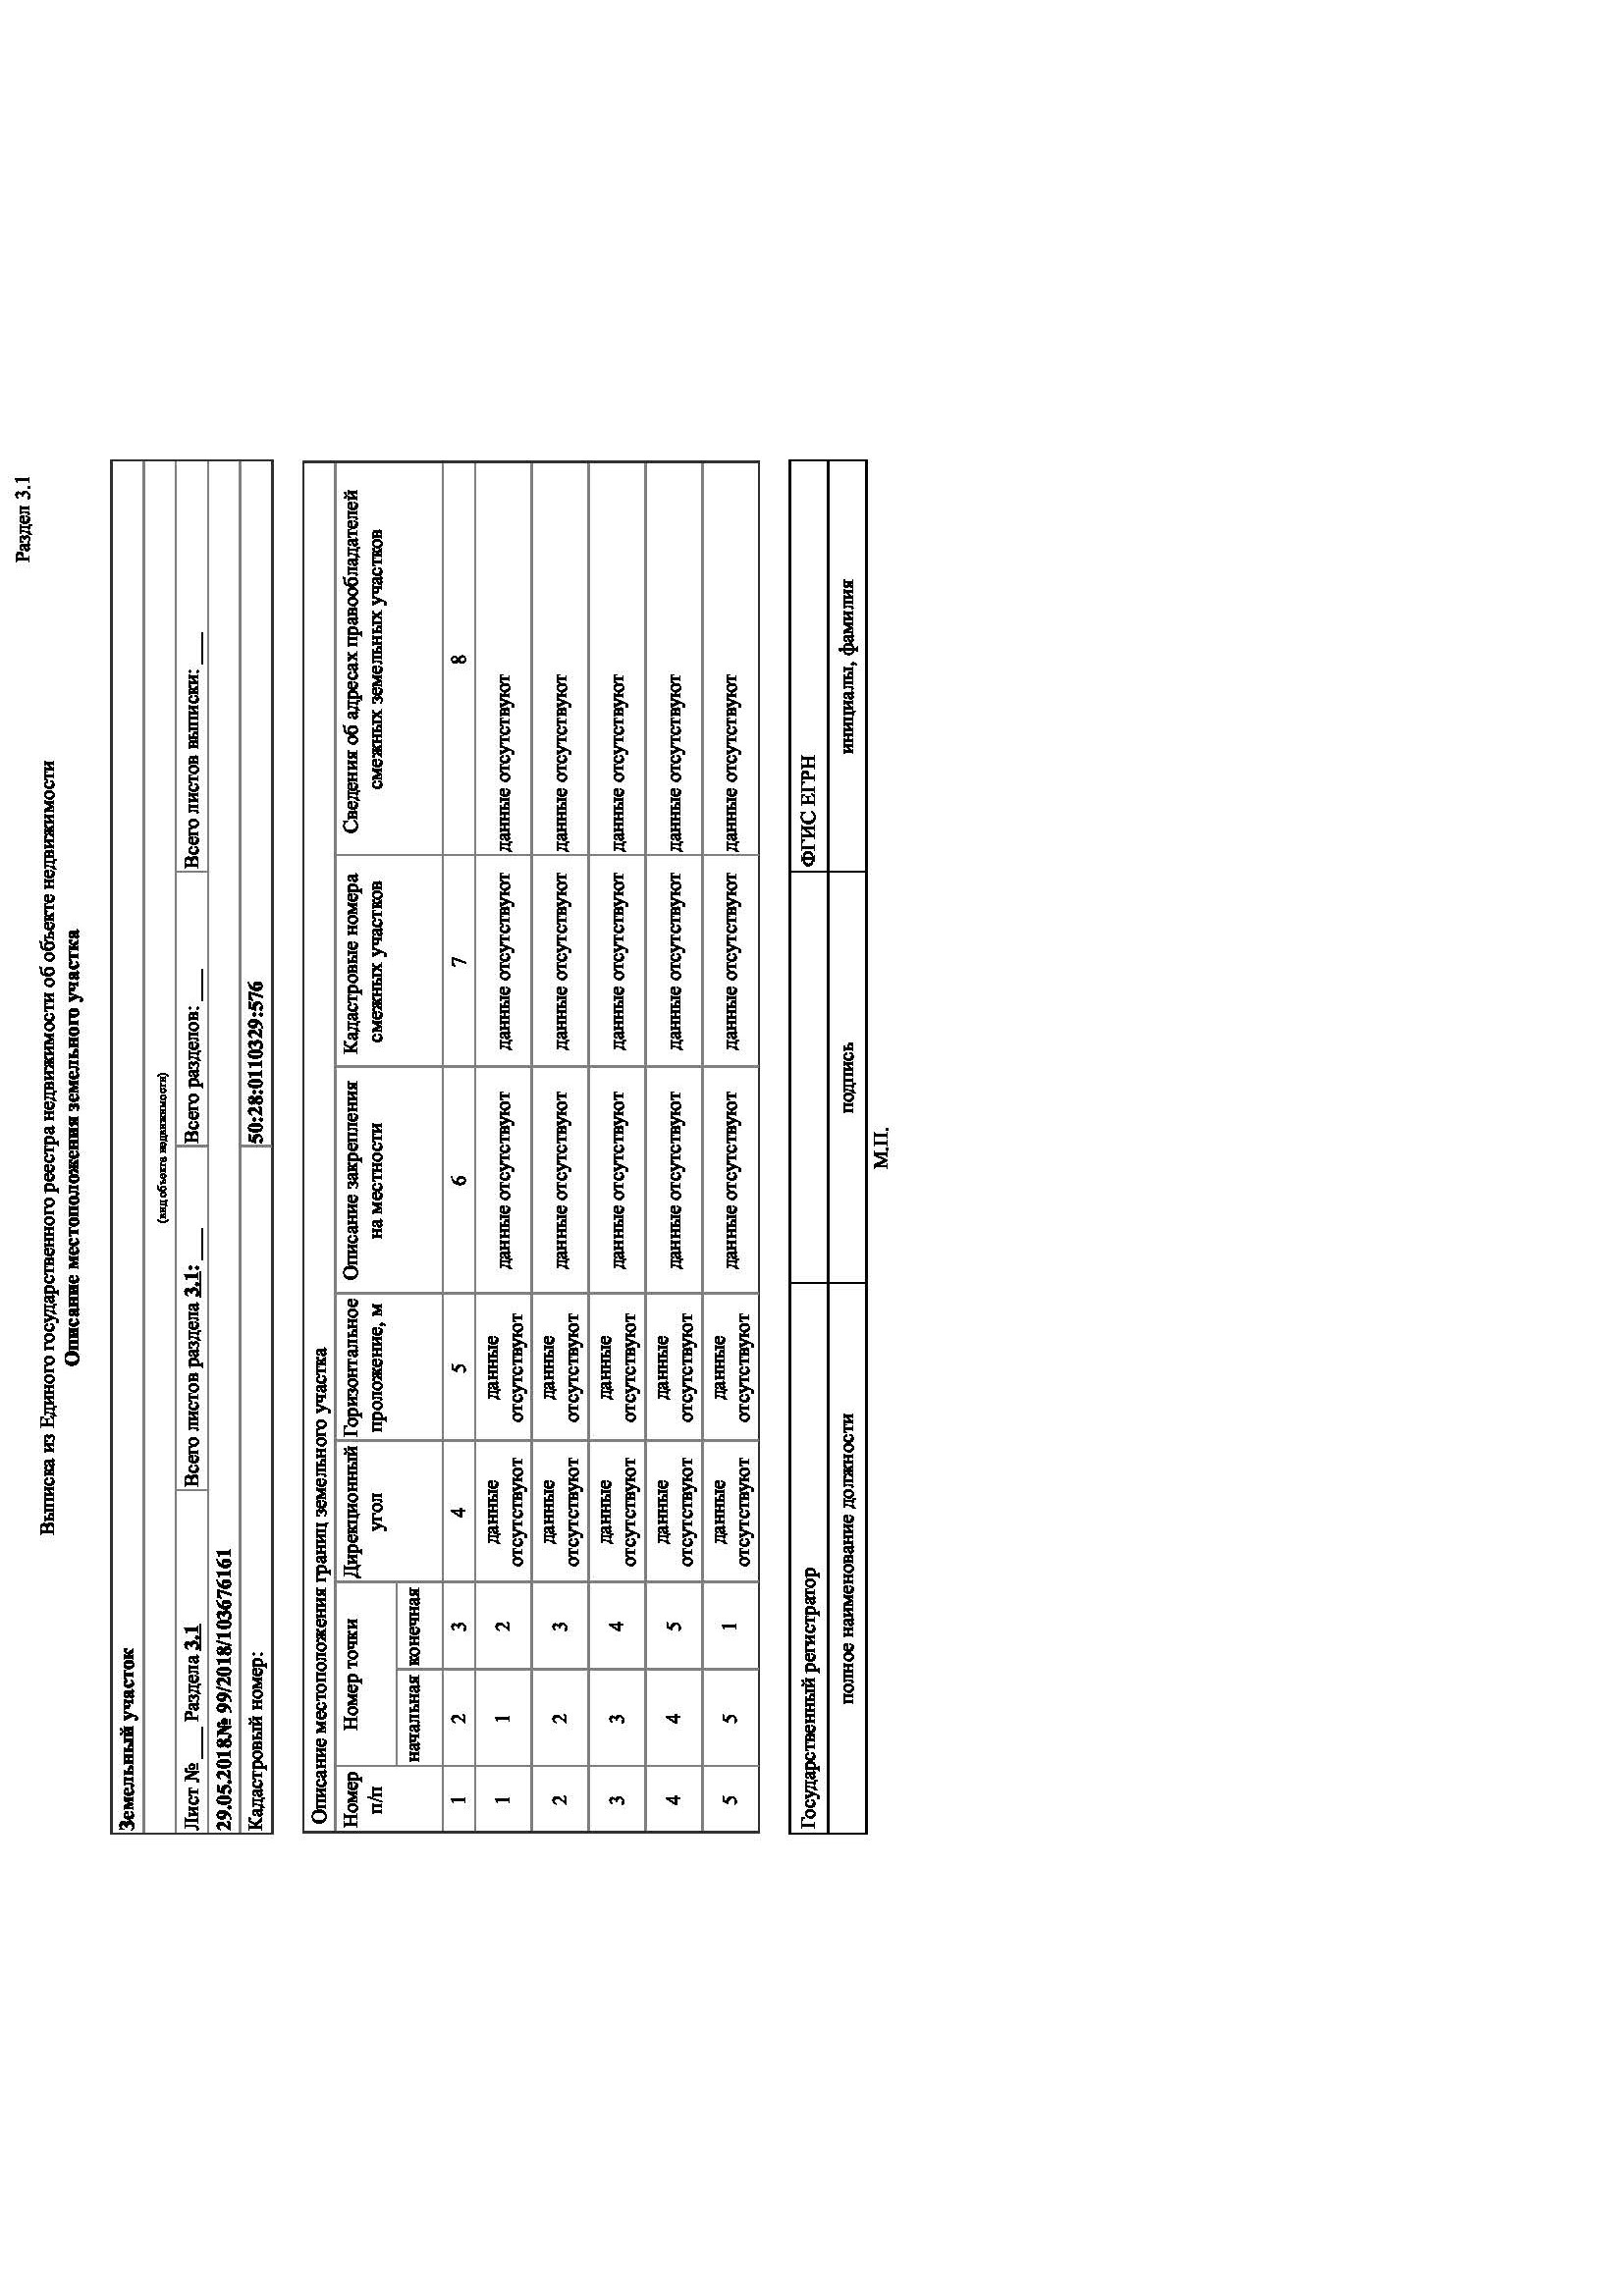 Раздел 3.1
Выписка из Единого государственного реестра недвижимости об объекте недвижимости
Описание местоположения земельного участка
Земельный участок
(вид объекта недвижимости)
Лист № ___ Раздела 3.1 Всего листов раздела 3.1: ___ Всего разделов: ___ Всего листов выписки: ___
29.05.2018№ 99/2018/103676161
Кадастровый номер: 50:28:0110329:576
Описание местоположения границ земельного участка
Номер п/п Номер точки Дирекционный угол Горизонтальное проложение, м Описание закрепления на местности Кадастровые номера смежных участков Сведения об адресах правообладателей смежных земельных участков
начальная конечная
1 2 3 4 5 6 7 8
1 1 2 данные отсутствуют данные отсутствуют данные отсутствуют данные отсутствуют данные отсутствуют
2 2 3 данные отсутствуют данные отсутствуют данные отсутствуют данные отсутствуют данные отсутствуют
3 3 4 данные отсутствуют данные отсутствуют данные отсутствуют данные отсутствуют данные отсутствуют
4 4 5 данные отсутствуют данные отсутствуют данные отсутствуют данные отсутствуют данные отсутствуют
5 5 1 данные отсутствуют данные отсутствуют данные отсутствуют данные отсутствуют данные отсутствуют
Государственный регистратор ФГИС ЕГРН
полное наименование должности подпись инициалы, фамилия
М.П.